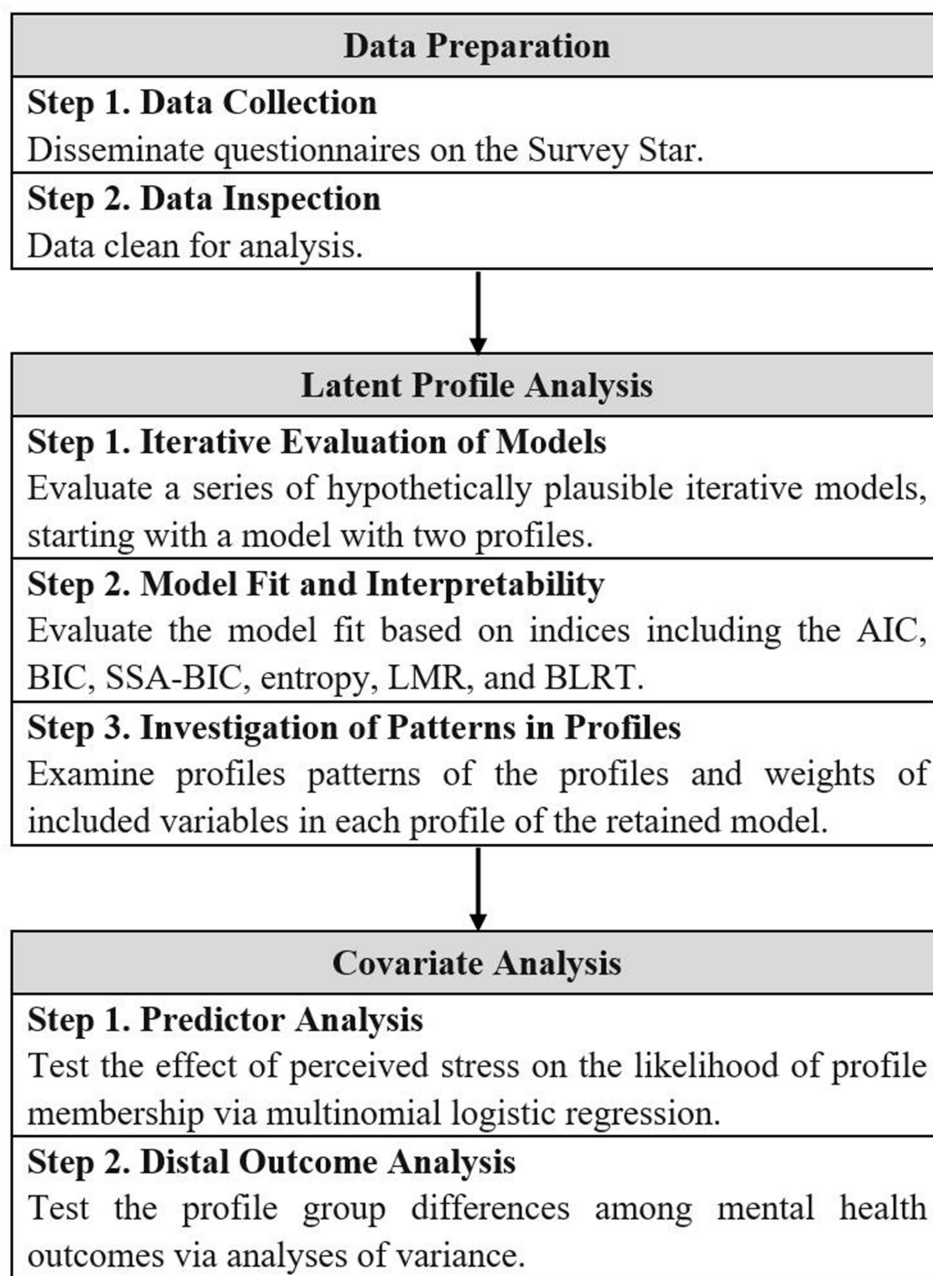 Data Preparation
Step 1. Data Collection
Disseminate questionnaires on the Survey Star.
Step 2. Data Inspection
Data clean for analysis.
Latent Profile Analysis
Step 1. Iterative Evaluation of Models
Evaluate a series of hypothetically plausible iterative models,
starting with a model with two profiles.
Step 2. Model Fit and Interpretability
Evaluate the model fit based on indices including the AIC,
BIC, SSA-BIC, entropy, LMR, and BLRT.
Step 3. Investigation of Patterns in Profiles
Examine profiles patterns of the profiles and weights of
included variables in each profile of the retained model.
Covariate Analysis
Step 1. Predictor Analysis
Test the effect of perceived stress on the likelihood of profile
membership via multinomial logistic regression.
Step 2. Distal Outcome Analysis
Test the profile group differences among mental health
outcomes via analyses of variance.